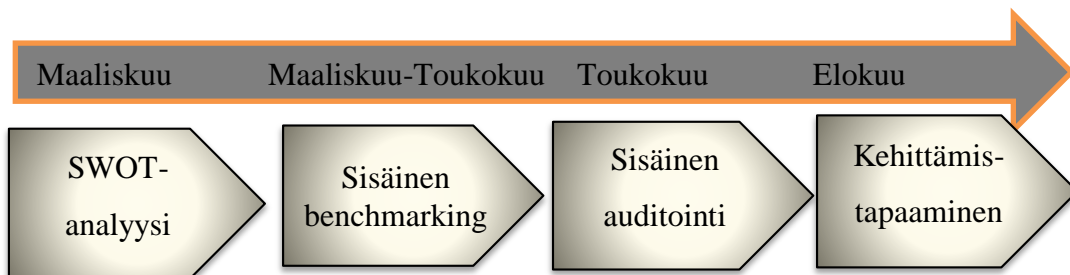 Maaliskuu Maaliskuu-Toukokuu Toukokuu Elokuu
SWOT-
analyysi
Sisäinen
benchmarking
Sisäinen
auditointi
Kehittämis-
tapaaminen